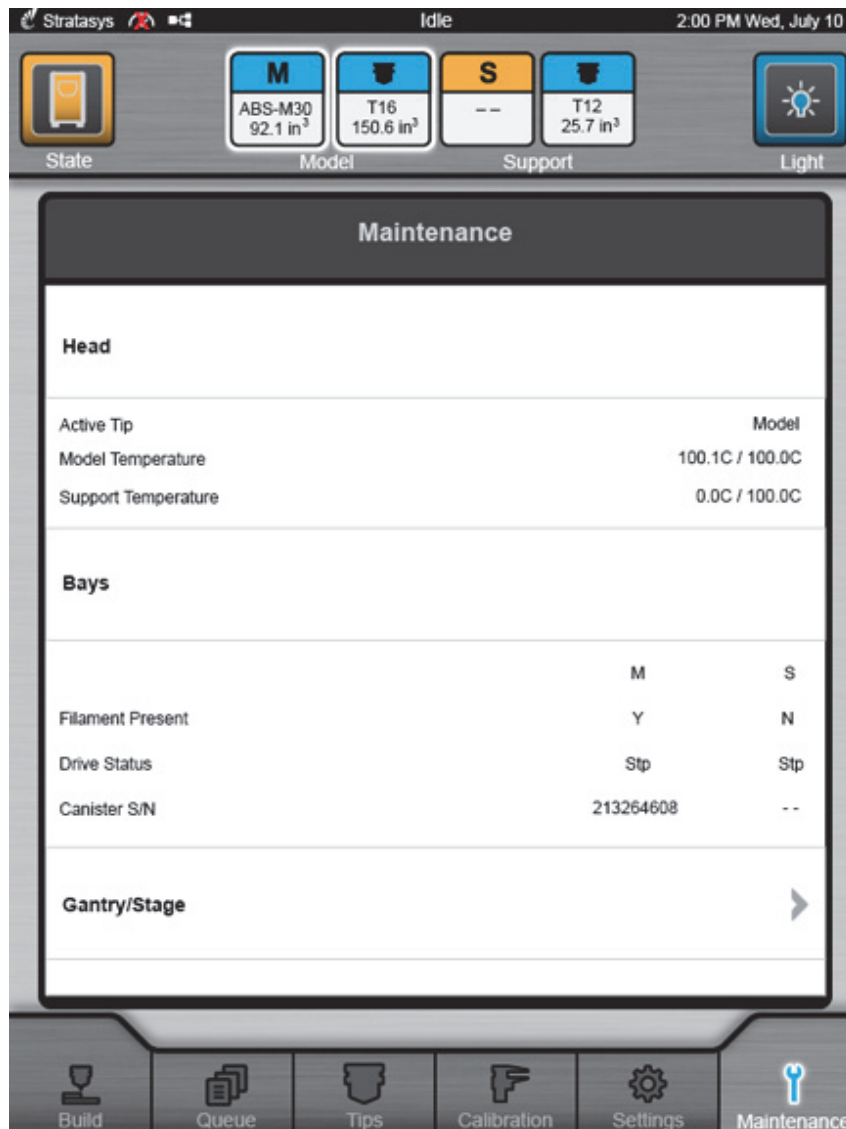 Stratasys Idle 2:00 PM Wed, July 10
M S
ABS-M30 T16 -- T12
92.1 in³ 150.6 in³ 25.7 in³
State Model Support Light
Maintenance
Head
Active Tip Model
Model Temperature 100.1C / 100.0C
Support Temperature 0.0C / 100.0C
Bays
M S
Filament Present Y N
Drive Status Stp Stp
Canister S/N 213264608 --
Gantry/Stage
Build Queue Tips Calibration Settings Maintenance